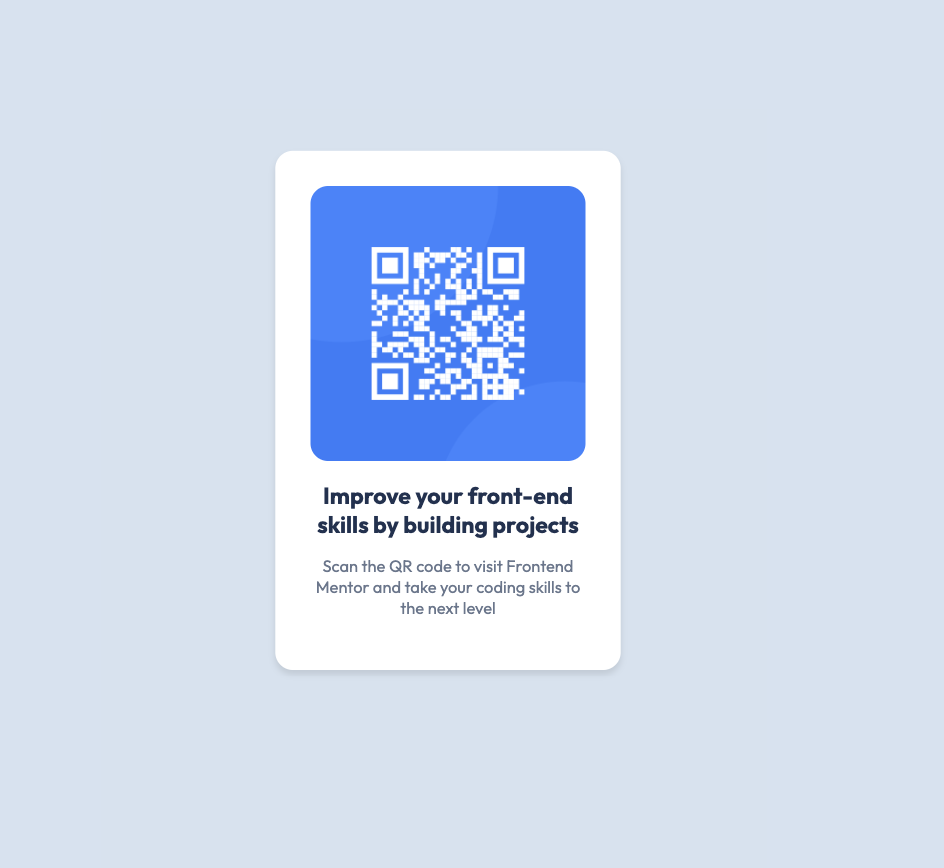 Improve your front-end
skills by building projects
Scan the QR code to visit Frontend
Mentor and take your coding skills to
the next level